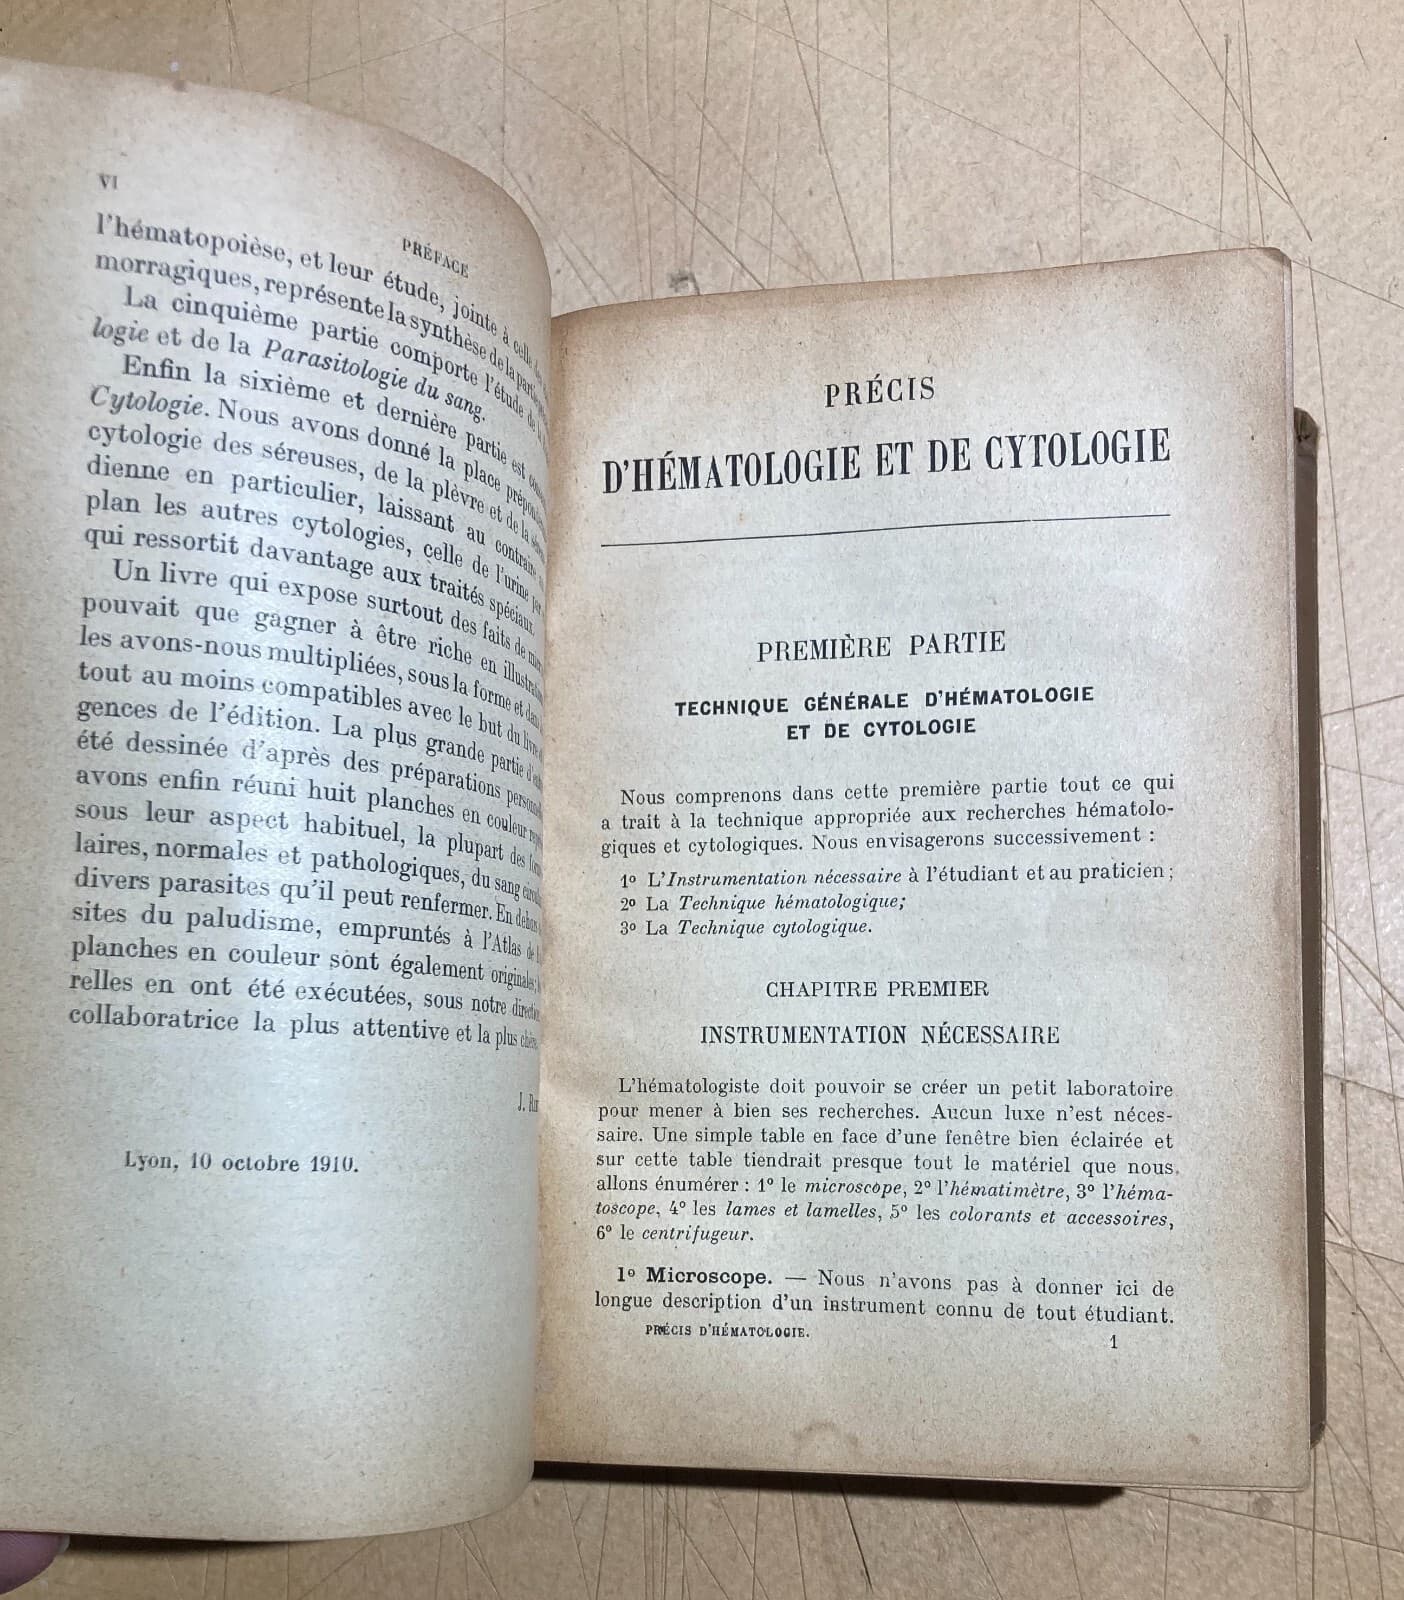 VI
PRÉFACE
l'hématopoièse, et leur étude, jointe à celle des
morragiques, représente la synthèse de la partie
La cinquième partie comporte l'étude de la
logie et de la Parasitologie du sang.
Enfin la sixième et dernière partie est
Cytologie. Nous avons donné la place
cytologie des séreuses, de la plèvre et de la
dienne en particulier, laissant au contraire
plan les autres cytologies, celle de l'urine
qui ressortit davantage aux traités spéciaux.
Un livre qui expose surtout des faits de
pouvait que gagner à être riche en
les avons-nous multipliées, sous la forme et
tout au moins compatibles avec le but du livre
gences de l'édition. La plus grande partie
été dessinée d'après des préparations
avons enfin réuni huit planches en couleur
sous leur aspect habituel, la plupart des
laires, normales et pathologiques, du sang
divers parasites qu'il peut renfermer. En dehors
sites du paludisme, empruntés à l'Atlas de
planches en couleur sont également originales;
relles en ont été exécutées, sous notre
collaboratrice la plus attentive et la plus
J.
Lyon, 10 octobre 1910.
PRÉCIS
D'HÉMATOLOGIE ET DE CYTOLOGIE
PREMIÈRE PARTIE
TECHNIQUE GÉNÉRALE D'HÉMATOLOGIE
ET DE CYTOLOGIE
Nous comprenons dans cette première partie tout ce qui
a trait à la technique appropriée aux recherches hématolo-
giques et cytologiques. Nous envisagerons successivement :
1º L'Instrumentation nécessaire à l'étudiant et au praticien ;
2º La Technique hématologique;
3º La Technique cytologique.
CHAPITRE PREMIER
INSTRUMENTATION NÉCESSAIRE
L'hématologiste doit pouvoir se créer un petit laboratoire
pour mener à bien ses recherches. Aucun luxe n'est néces-
saire. Une simple table en face d'une fenêtre bien éclairée et
sur cette table tiendrait presque tout le matériel que nous
allons énumérer : 1º le microscope, 2º l'hématimètre, 3º l'héma-
toscope, 4º les lames et lamelles, 5º les colorants et accessoires,
6º le centrifugeur.
1º Microscope. — Nous n'avons pas à donner ici de
longue description d'un instrument connu de tout étudiant.
PRÉCIS D'HÉMATOLOGIE.
1